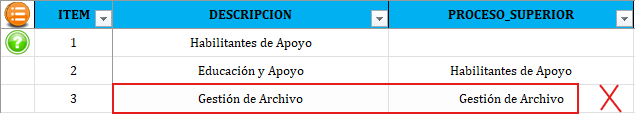 ITEM DESCRIPCION PROCESO_SUPERIOR
1 Habilitantes de Apoyo
2 Educación y Apoyo Habilitantes de Apoyo
3 Gestión de Archivo Gestión de Archivo